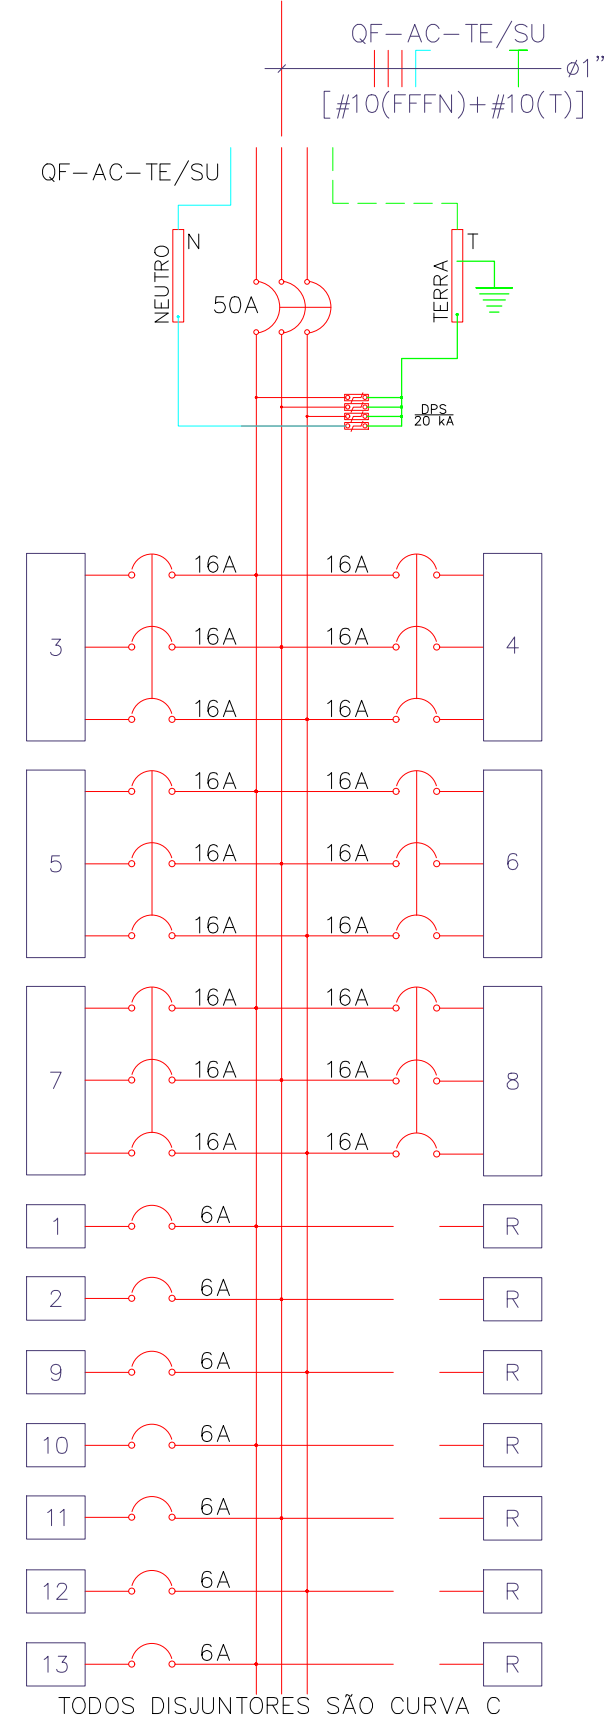 QF-AC-TE/SU
ø1"
[#10(FFFN)+#10(T)]
QF-AC-TE/SU
N
T
NEUTRO
TERRA
50A
DPS
20 kA
16A 16A
3 16A 16A 4
16A 16A
16A 16A
5 16A 16A 6
16A 16A
16A 16A
7 16A 16A 8
16A 16A
1 6A R
2 6A R
9 6A R
10 6A R
11 6A R
12 6A R
13 6A R
TODOS DISJUNTORES SÃO CURVA C